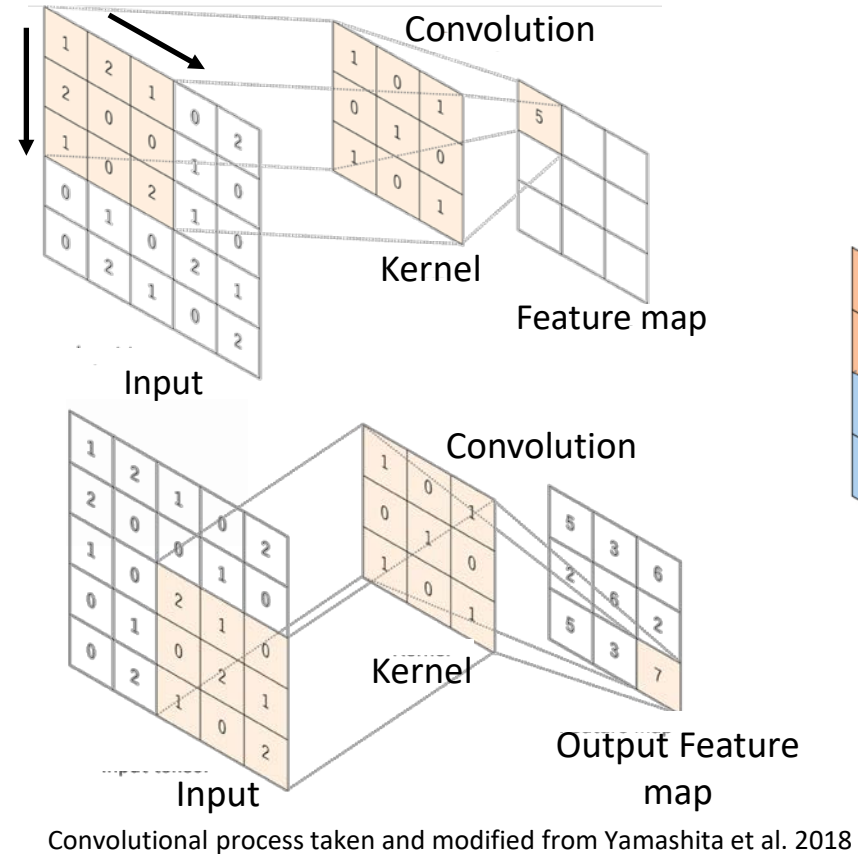 Convolution
1 2 1 0 2
2 0 0 1 0
1 0 2 1 0
0 1 0 2 1
0 2 1 0 2
Input
1 0 1
0 1 0
1 0 1
Kernel
5
Feature map
Convolution
1 2 1 0 2
2 0 0 1 0
1 0 2 1 0
0 1 0 2 1
0 2 1 0 2
Input
1 0 1
0 1 0
1 0 1
Kernel
5 3 6
2 6 2
5 3 7
Output Feature
map
Convolutional process taken and modified from Yamashita et al. 2018